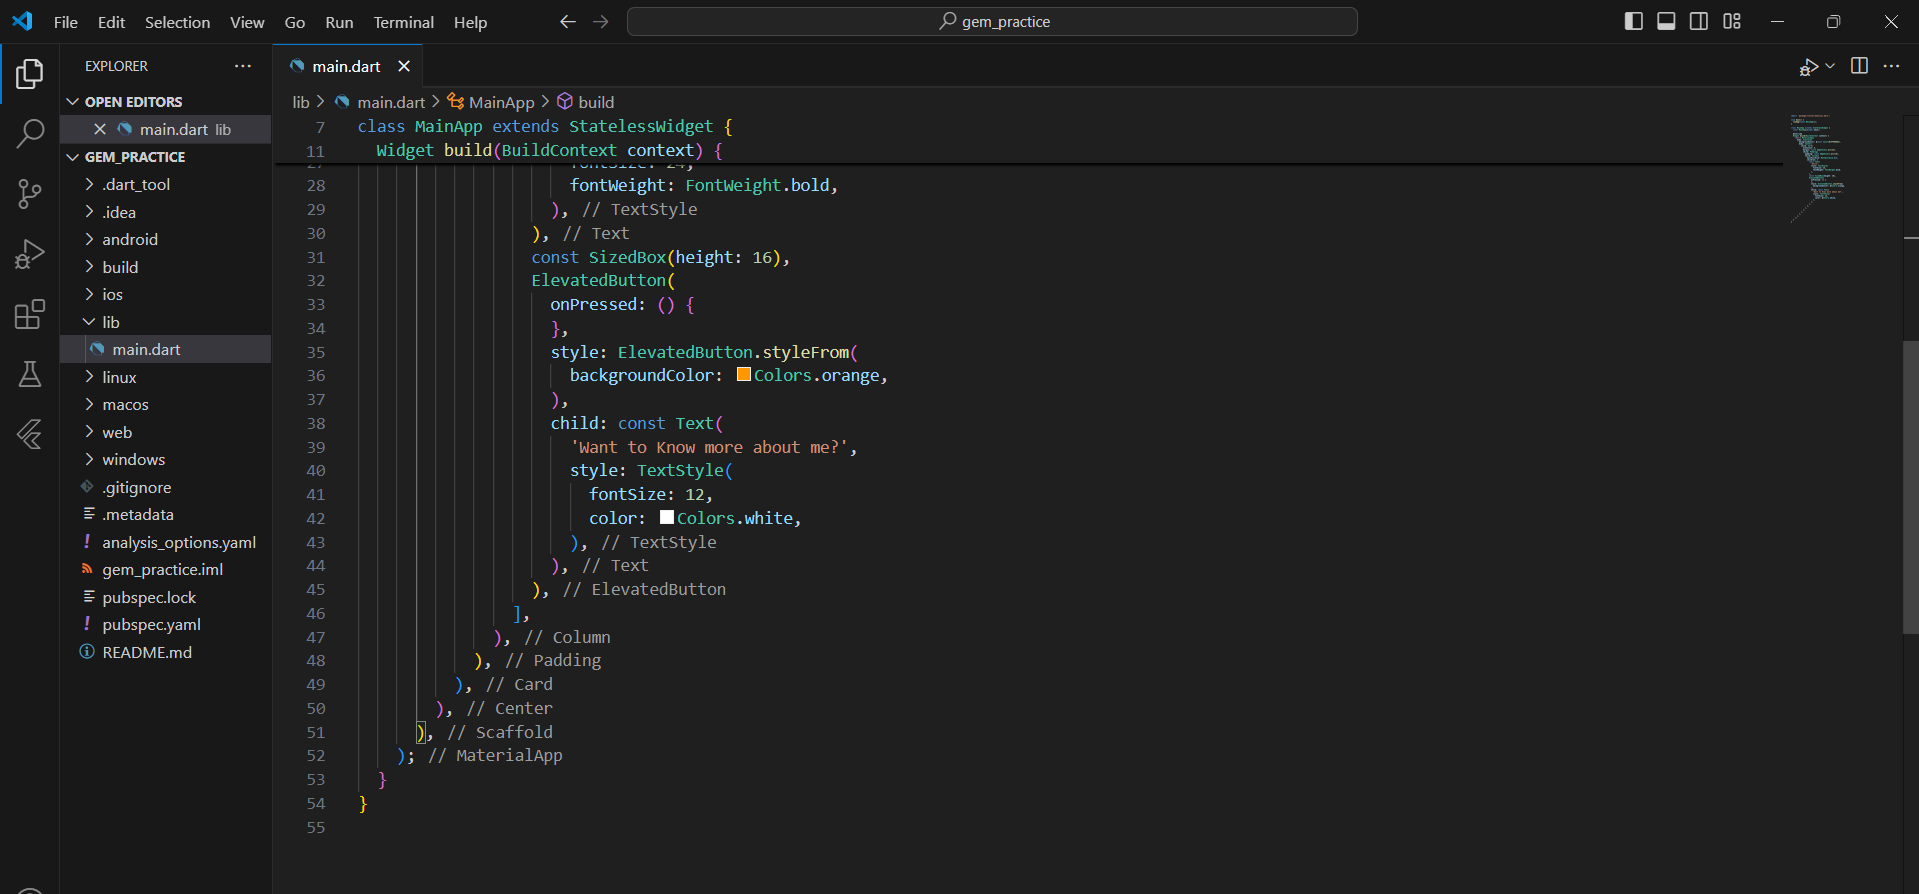 File Edit Selection View Go Run Terminal Help
gem_practice
EXPLORER
OPEN EDITORS
main.dart lib
GEM_PRACTICE
.dart_tool
.idea
android
build
ios
lib
main.dart
linux
macos
web
windows
.gitignore
.metadata
analysis_options.yaml
gem_practice.iml
pubspec.lock
pubspec.yaml
README.md
main.dart
lib > main.dart > MainApp > build
7 class MainApp extends StatelessWidget {
11 Widget build(BuildContext context) {
27 fontSize: 24,
28 fontWeight: FontWeight.bold,
29 ), // TextStyle
30 ), // Text
31 const SizedBox(height: 16),
32 ElevatedButton(
33 onPressed: () {
34 },
35 style: ElevatedButton.styleFrom(
36 backgroundColor: Colors.orange,
37 ),
38 child: const Text(
39 'Want to Know more about me?',
40 style: TextStyle(
41 fontSize: 12,
42 color: Colors.white,
43 ), // TextStyle
44 ), // Text
45 ), // ElevatedButton
46 ],
47 ), // Column
48 ), // Padding
49 ), // Card
50 ), // Center
51 ), // Scaffold
52 ); // MaterialApp
53 }
54 }
55